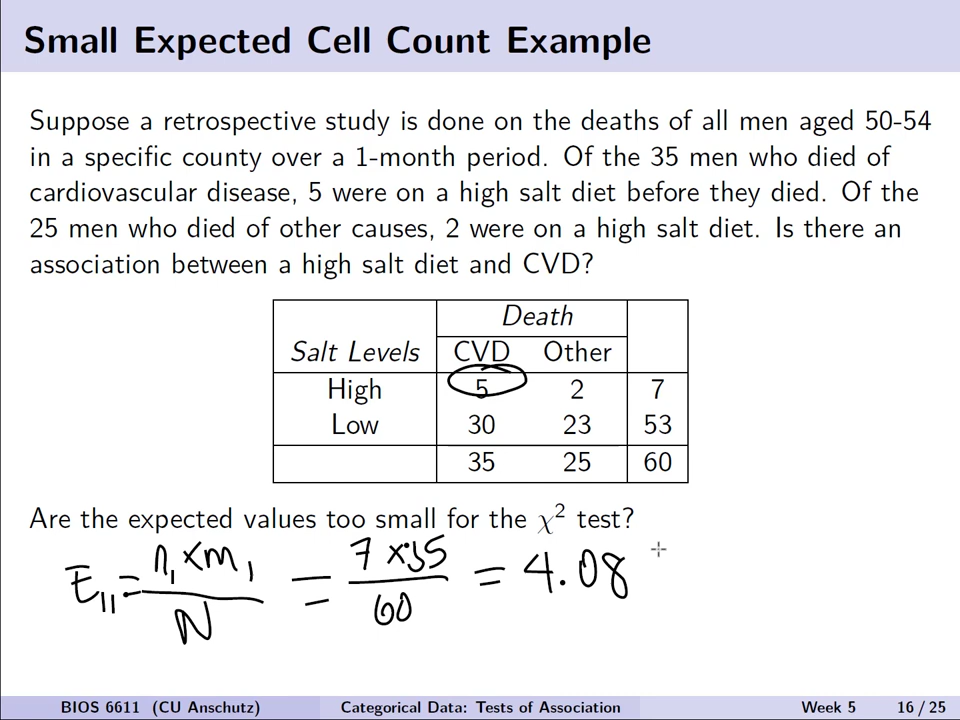 Small Expected Cell Count Example
Suppose a retrospective study is done on the deaths of all men aged 50-54
in a specific county over a 1-month period. Of the 35 men who died of
cardiovascular disease, 5 were on a high salt diet before they died. Of the
25 men who died of other causes, 2 were on a high salt diet. Is there an
association between a high salt diet and CVD?
Death
Salt Levels CVD Other
High 5 2 7
Low 30 23 53
35 25 60
Are the expected values too small for the χ² test?
E₁₁ = n₁ × m₁ / N = 7 × 35 / 60 = 4.08
BIOS 6611 (CU Anschutz) Categorical Data: Tests of Association Week 5 16 / 25